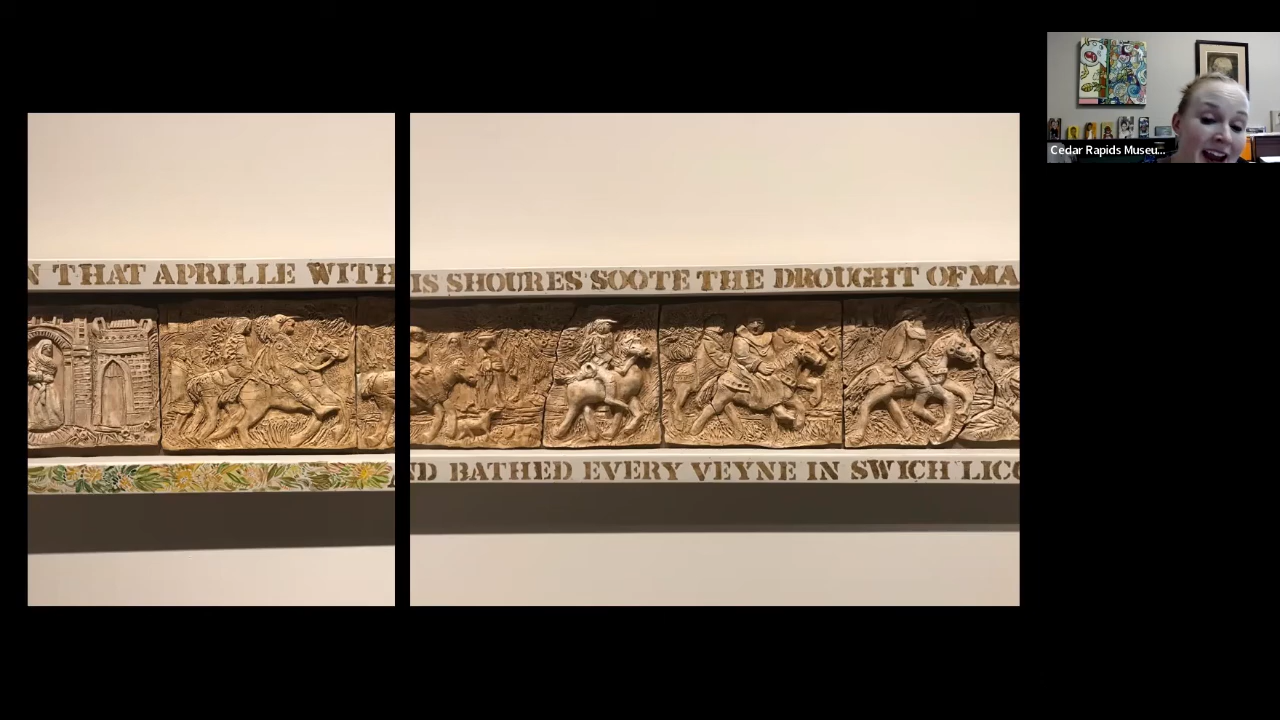 N THAT APRILLE WITH
IS SHOURES SOOTE THE DROUGHT OF MA
ND BATHED EVERY VEYNE IN SWICH LICO
Cedar Rapids Museu...